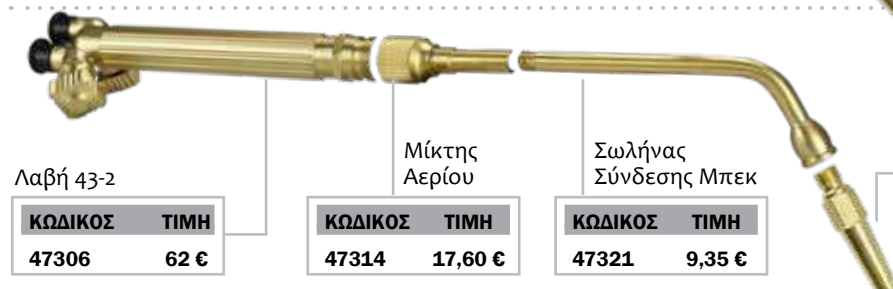 Λαβή 43-2
ΚΩΔΙΚΟΣ ΤΙΜΗ
47306 62 €
Μίκτης
Αερίου
ΚΩΔΙΚΟΣ ΤΙΜΗ
47314 17,60 €
Σωλήνας
Σύνδεσης Μπεκ
ΚΩΔΙΚΟΣ ΤΙΜΗ
47321 9,35 €